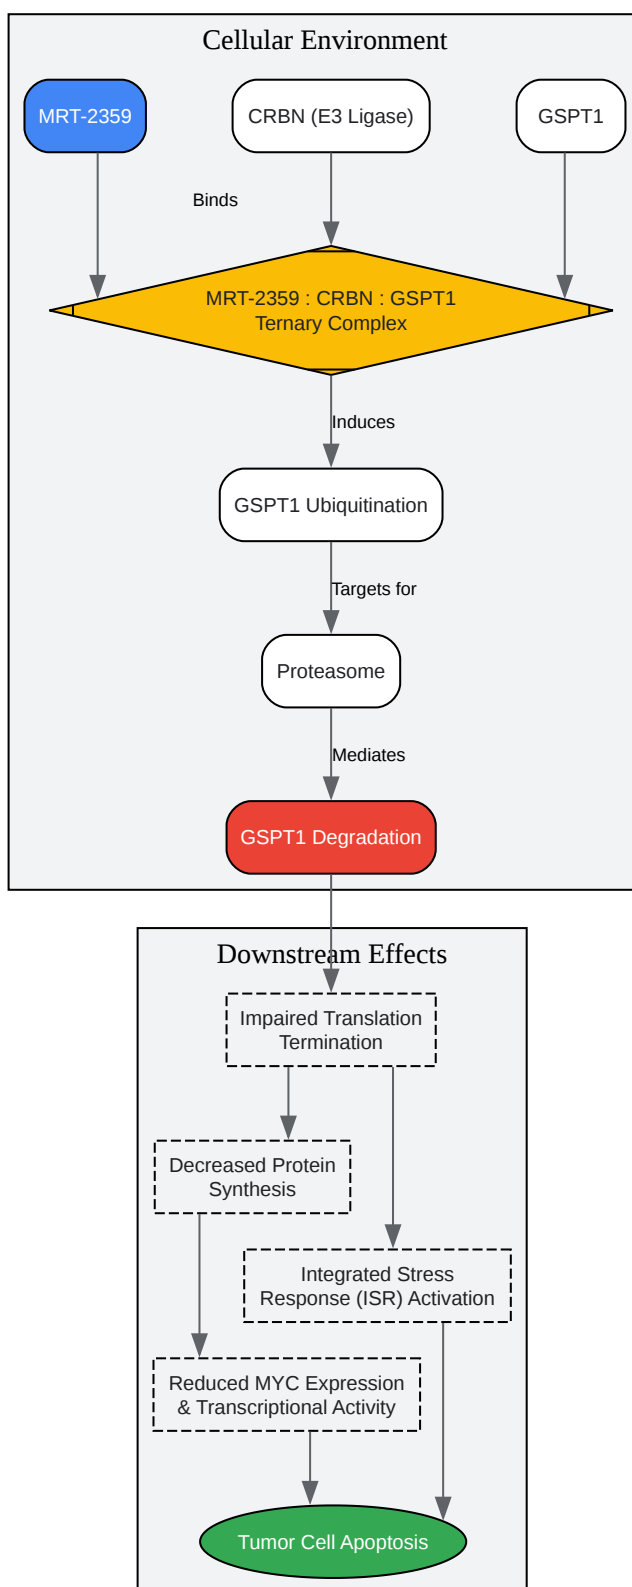 Cellular Environment
MRT-2359
CRBN (E3 Ligase)
GSPT1
Binds
MRT-2359 : CRBN : GSPT1
Ternary Complex
Induces
GSPT1 Ubiquitination
Targets for
Proteasome
Mediates
GSPT1 Degradation
Downstream Effects
Impaired Translation
Termination
Decreased Protein
Synthesis
Integrated Stress
Response (ISR) Activation
Reduced MYC Expression
& Transcriptional Activity
Tumor Cell Apoptosis